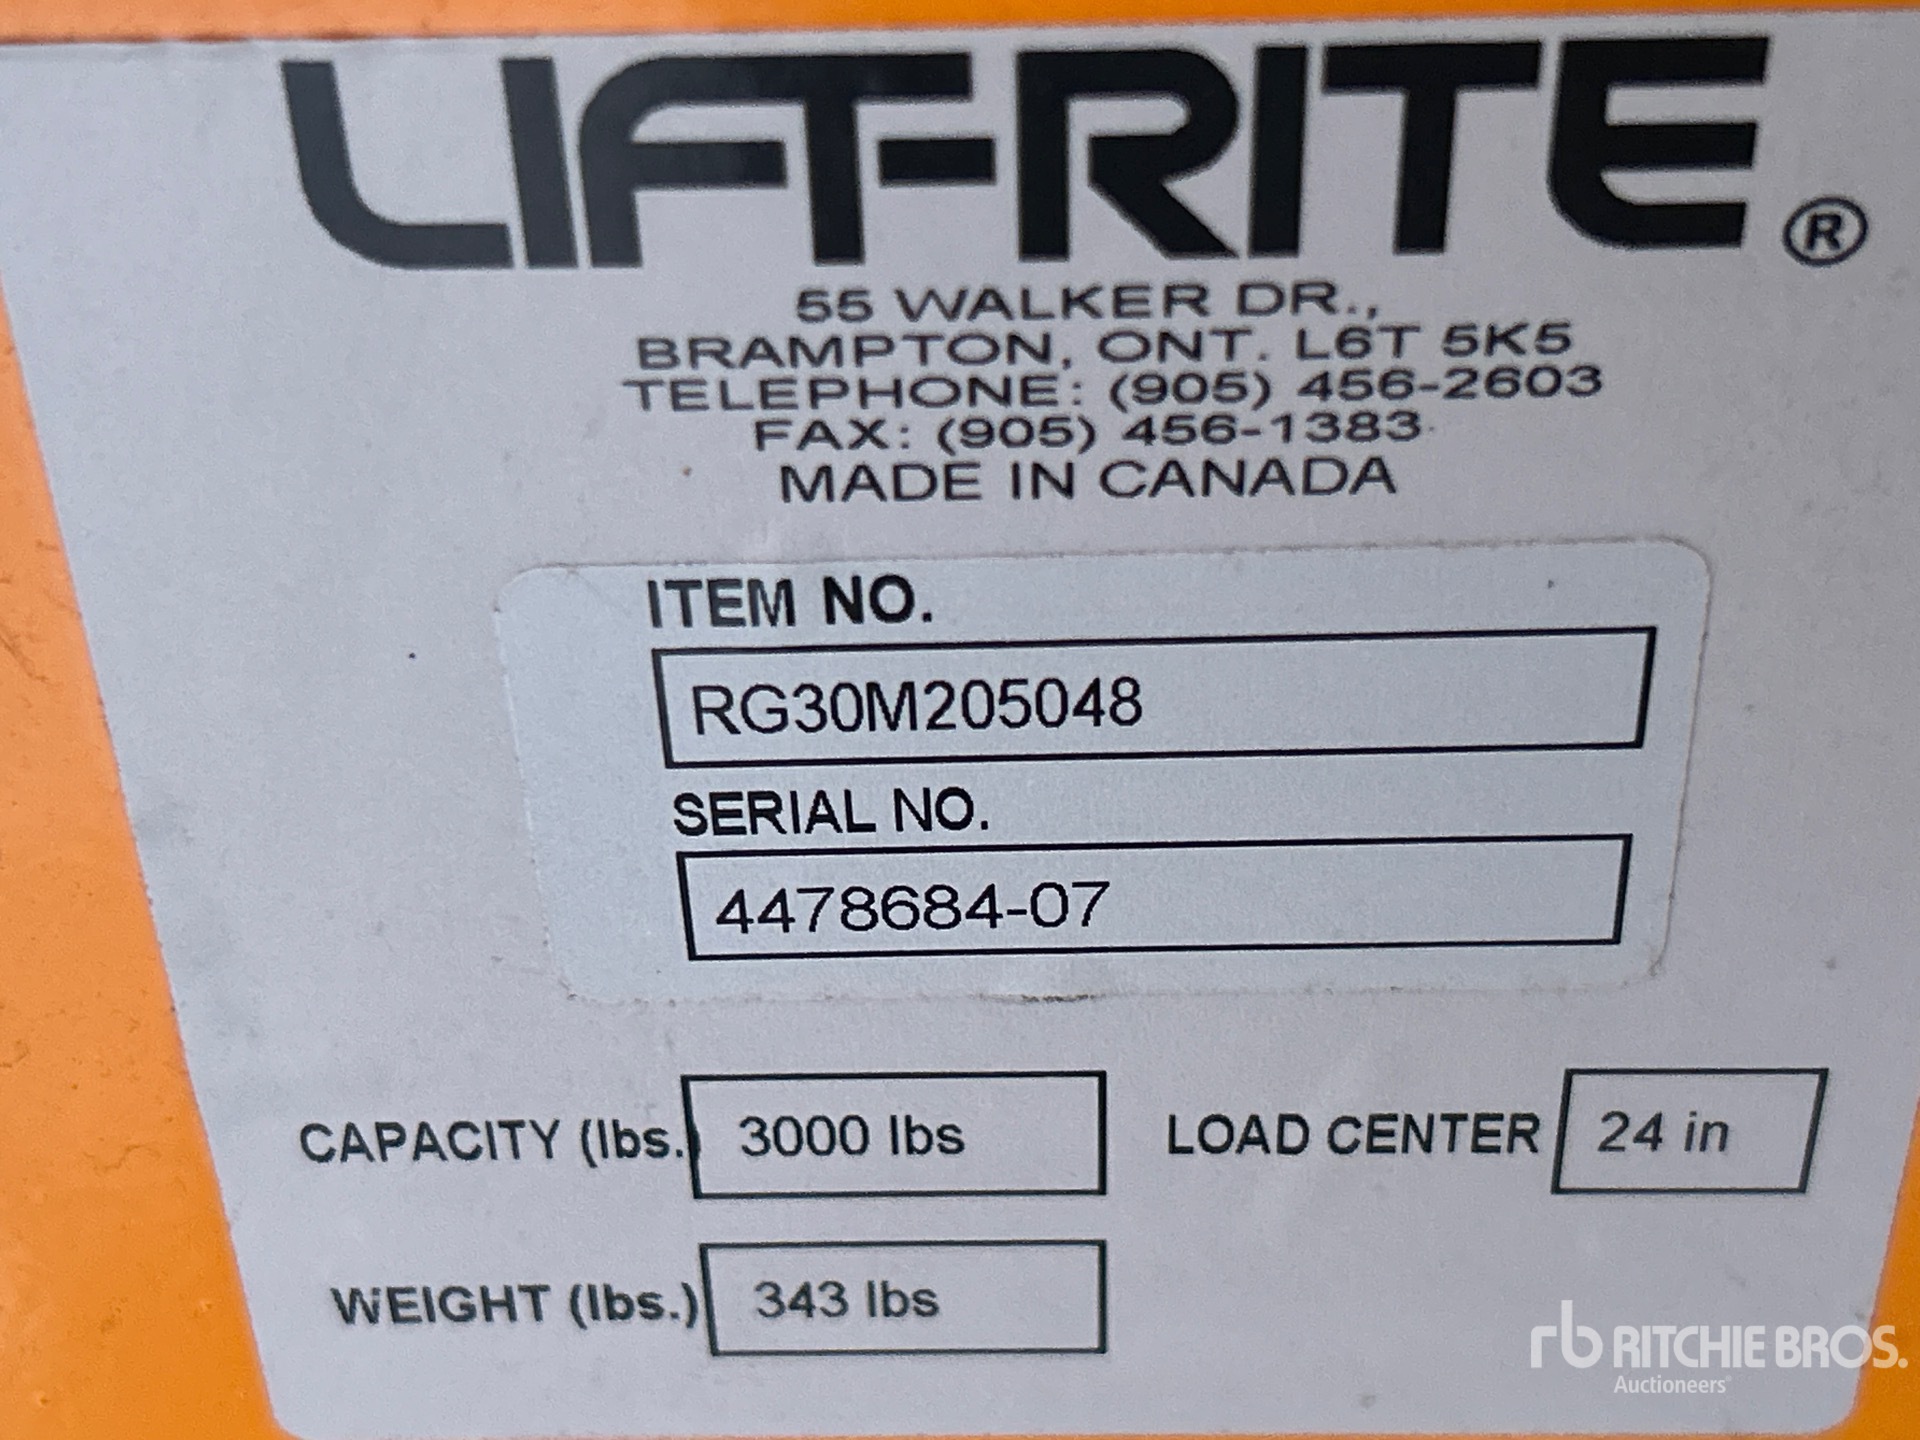 LIFT-RITE®
55 WALKER DR.,
BRAMPTON, ONT. L6T 5K5
TELEPHONE: (905) 456-2603
FAX: (905) 456-1383
MADE IN CANADA
ITEM NO.
RG30M205048
SERIAL NO.
4478684-07
CAPACITY (lbs.) 3000 lbs LOAD CENTER 24 in
WEIGHT (lbs.) 343 lbs
rb RITCHIE BROS.
Auctioneers